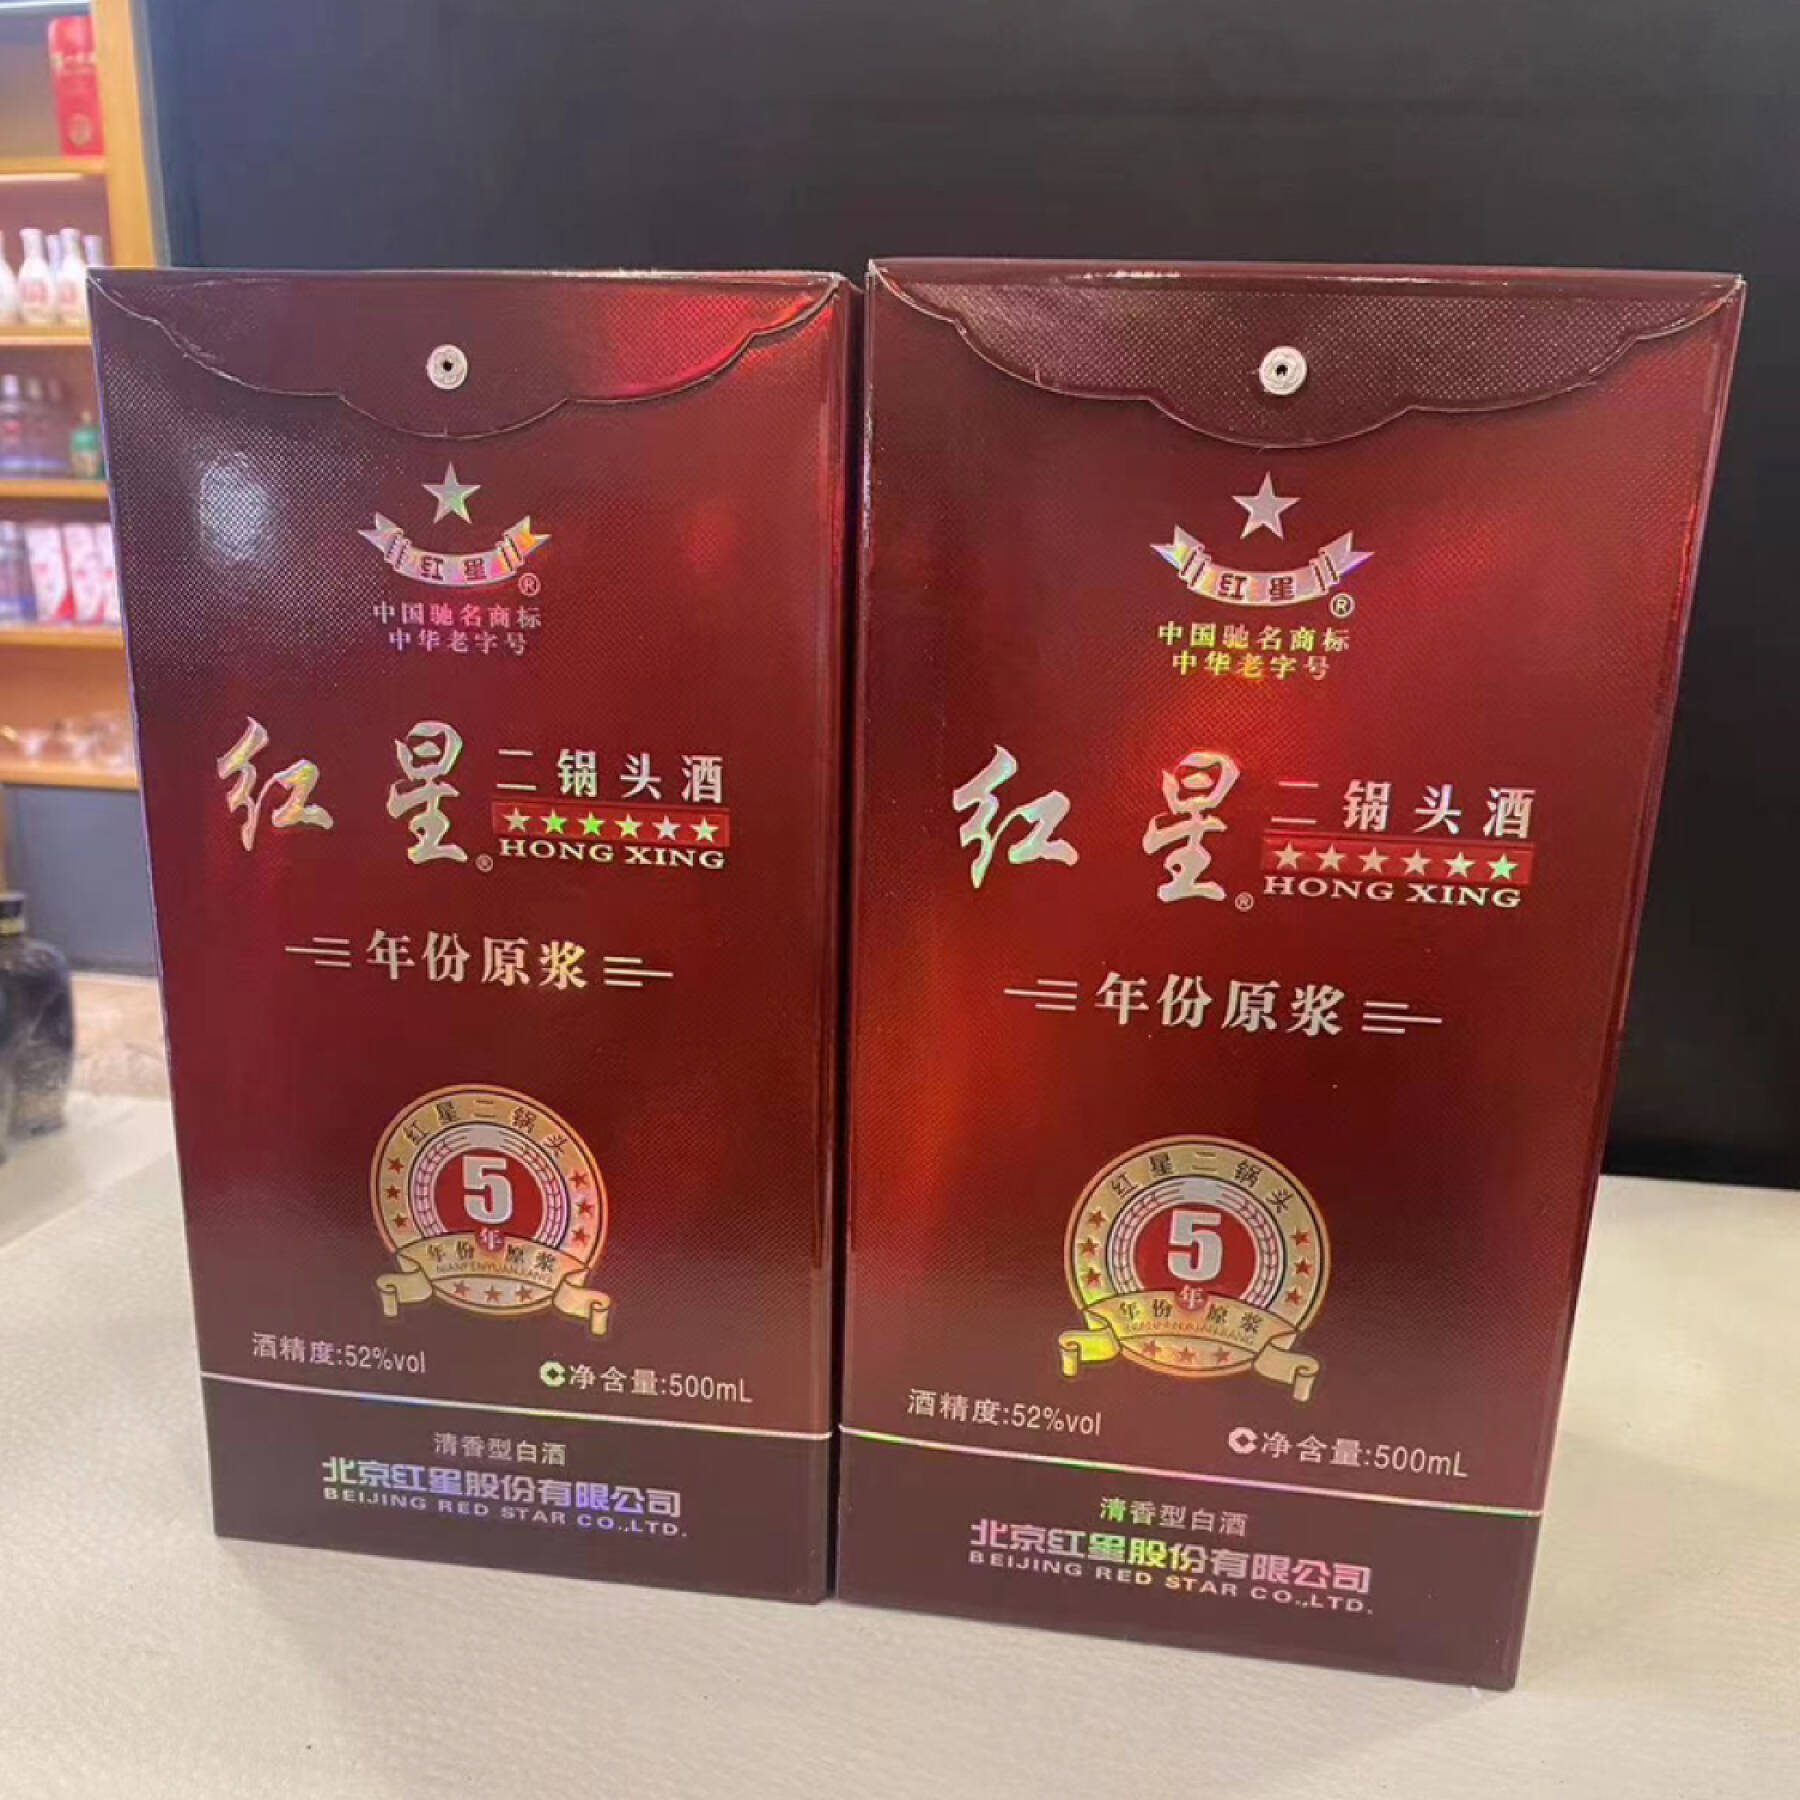 红星®
中国驰名商标
中华老字号
红星®
二锅头酒
HONG XING
年份原浆
红星二锅头
5
年
年份原浆
NIANFENYUANJIANG
酒精度:52%vol
净含量:500mL
清香型白酒
北京红星股份有限公司
BEIJING RED STAR CO.,LTD.
红星®
中国驰名商标
中华老字号
红星®
二锅头酒
HONG XING
年份原浆
红星二锅头
5
年
年份原浆
NIANFENYUANJIANG
酒精度:52%vol
净含量:500mL
清香型白酒
北京红星股份有限公司
BEIJING RED STAR CO.,LTD.